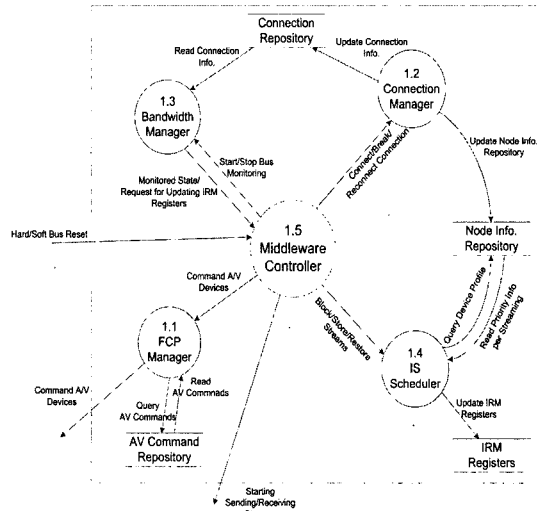 Connection
Repository
Read Connection
Info.
Update Connection
Info.
1.2
Connection
Manager
1.3
Bandwidth
Manager
Connect/Break/
Reconnect Connection
Update Node Info.
Repository
Start/Stop Bus
Monitoring
Monitored State/
Request for Updating IRM
Registers
Hard/Soft Bus Reset
1.5
Middleware
Controller
Node Info.
Repository
Command A/V
Devices
Block/Store/Restore
Streams
Query Device Profile
Read Priority Info
per Streaming
1.1
FCP
Manager
1.4
IS
Scheduler
Command A/V
Devices
Read
AV Commnads
Query
AV Commands
Update IRM
Registers
AV Command
Repository
IRM
Registers
Starting
Sending/Receiving